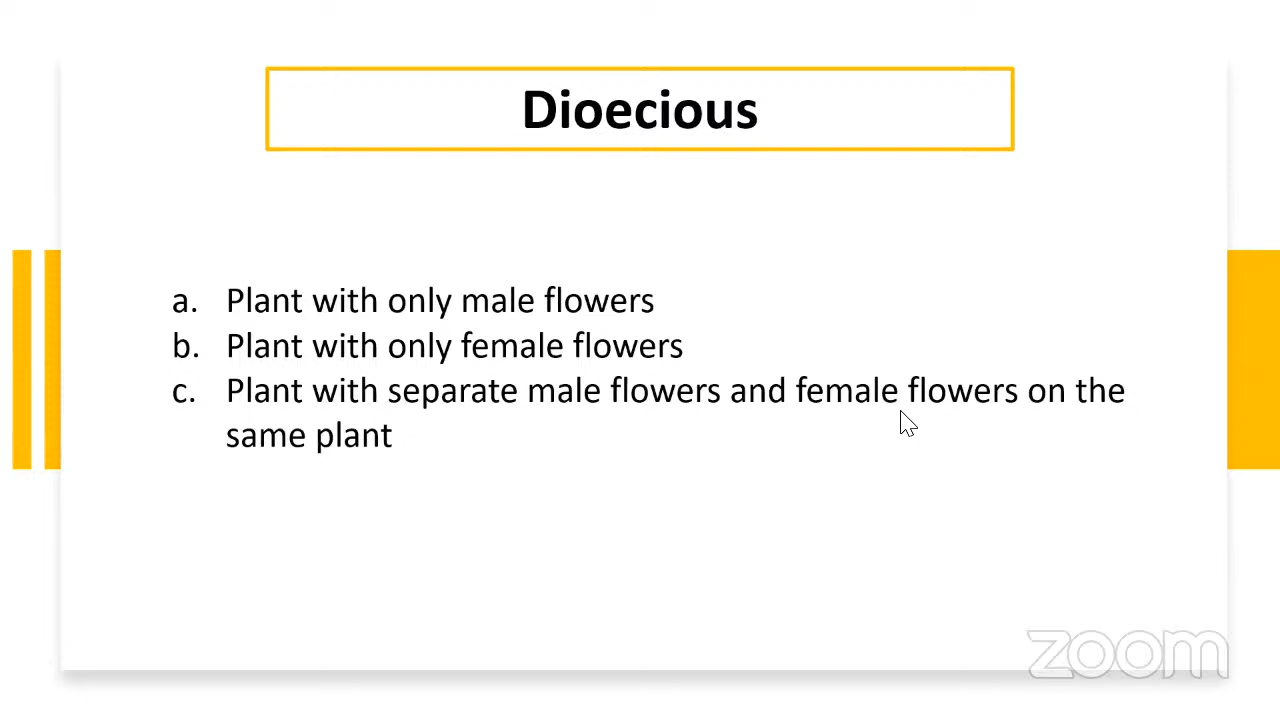 Dioecious
a. Plant with only male flowers
b. Plant with only female flowers
c. Plant with separate male flowers and female flowers on the
same plant
zoom